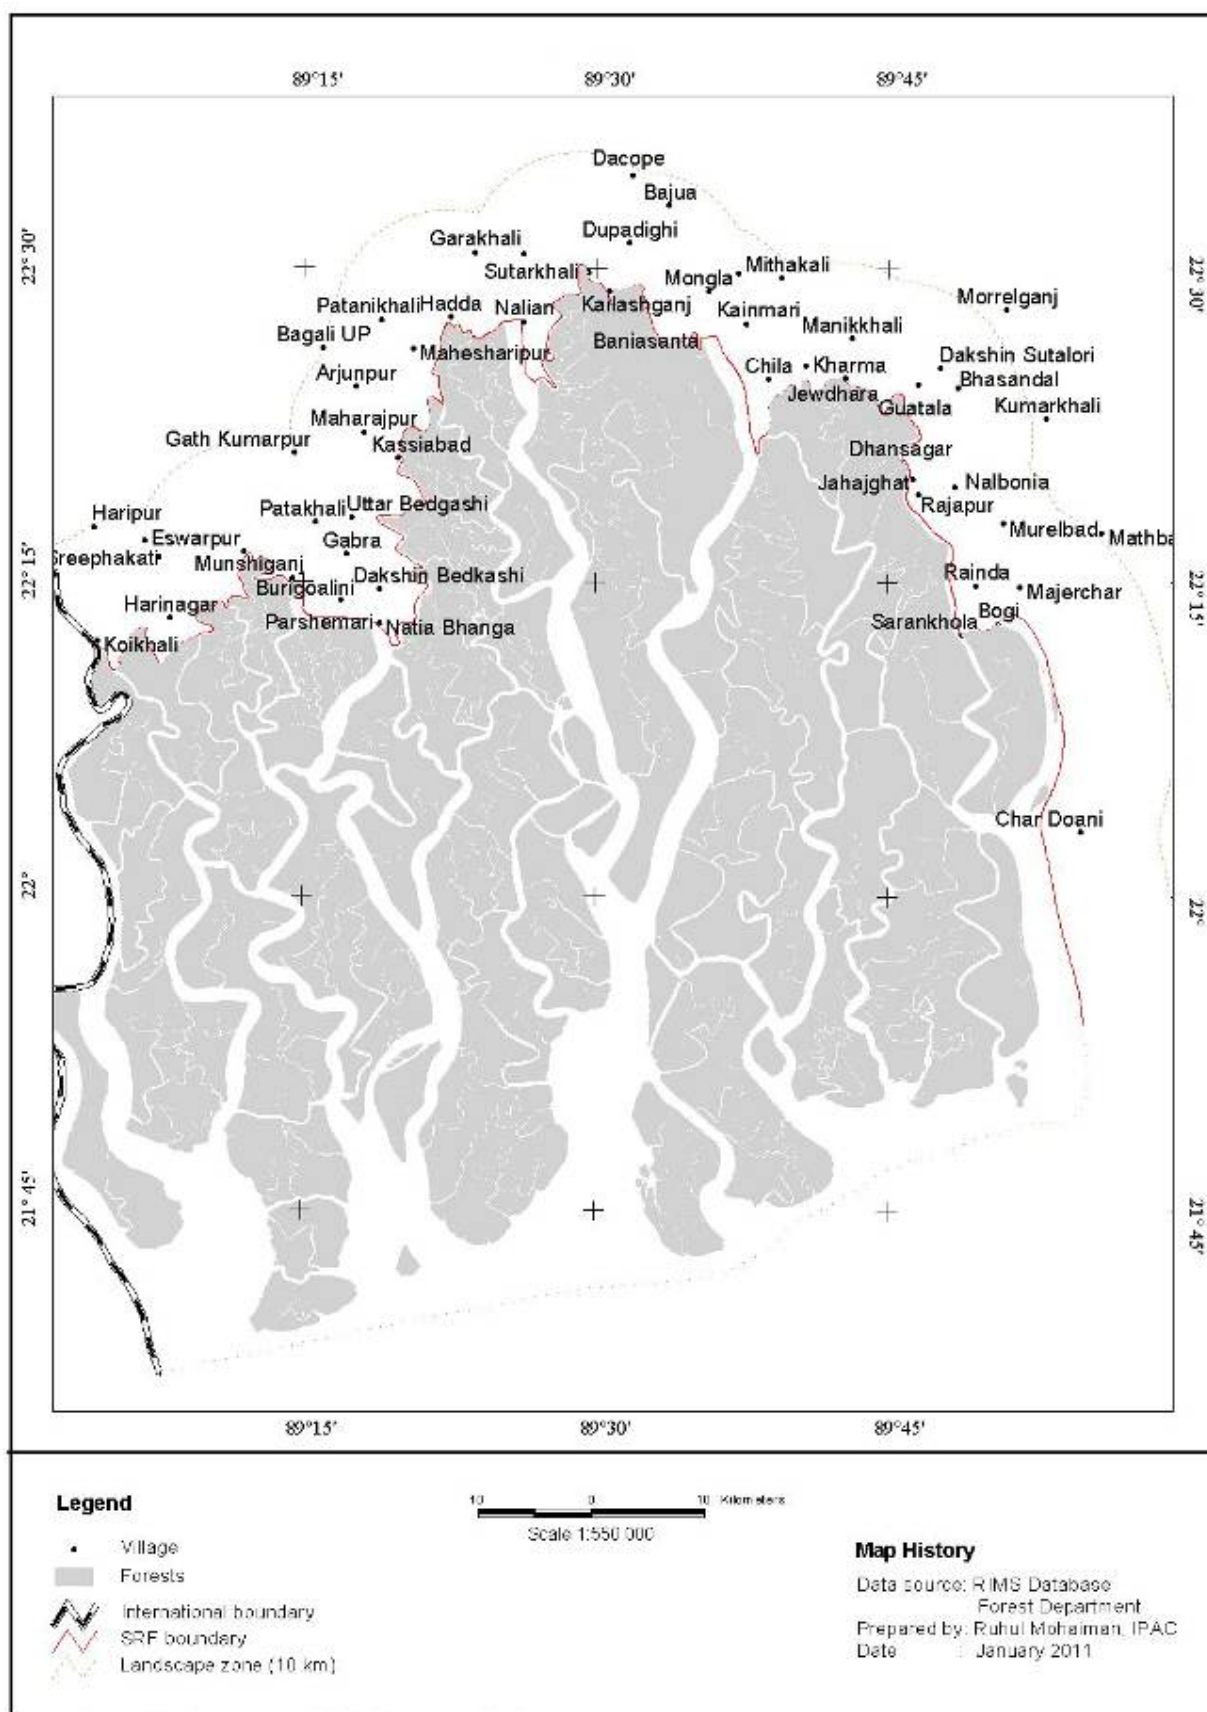 89°15' 89°30' 89°45'
Dacope
Bajua
Dupadighi
Garakhali
22° 30'
22° 30'
Sutarkhali
Mongla
Mithakali
Patanikhali
Hadda
Nalian
Kailashganj
Kainmari
Morrelganj
Bagali UP
Mahesharipur
Baniasanta
Manikkhali
Arjunpur
Chila
Kharma
Dakshin Sutalori
Jewdhara
Bhasandal
Maharajpur
Guatala
Kumarkhali
Gath Kumarpur
Kassiabad
Dhansagar
Haripur
Patakhali
Uttar Bedgashi
Jahajghat
Nalbonia
Rajapur
Sreephakati
Eswarpur
Gabra
Murelbad
Mathba
22° 15'
22° 15'
Munshiganj
Burigoalini
Dakshin Bedkashi
Rainda
Majerchar
Harinagar
Parshemari
Natia Bhanga
Sarankhola
Bogi
Koikhali
Char Doani
22°
22°
21° 45'
21° 45'
89°15' 89°30' 89°45'
Legend
Village
Forests
International boundary
SRF boundary
Landscape zone (10 km)
10 0 10 Kilometers
Scale 1:550 000
Map History
Data source: RIMS Database
Forest Department
Prepared by: Ruhul Mohaiman, IPAC
Date : January 2011